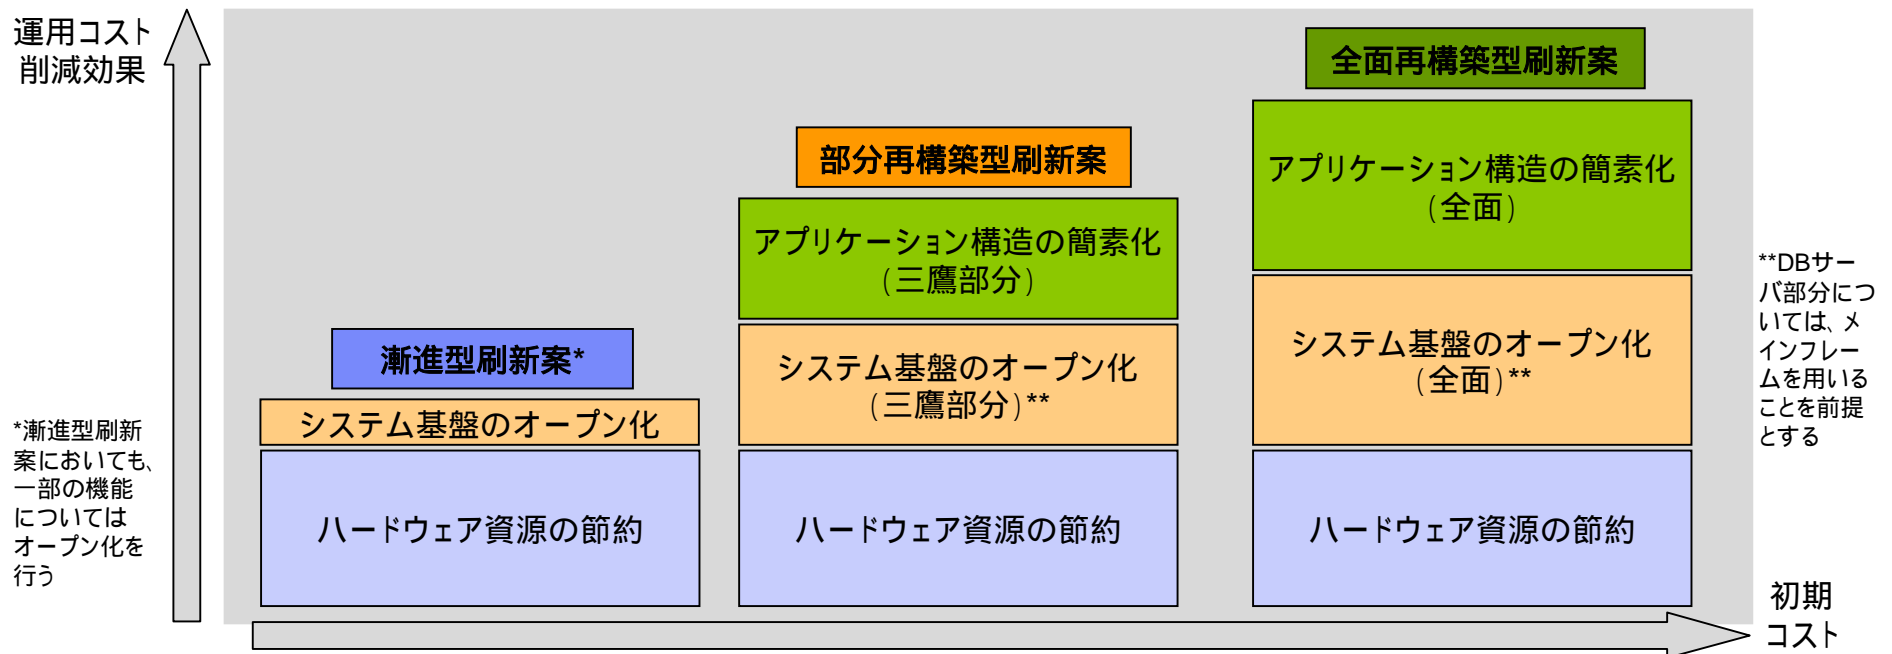 運用コスト
削減効果
全面再構築型刷新案
アプリケーション構造の簡素化
(全面)
部分再構築型刷新案
アプリケーション構造の簡素化
(三鷹部分)
システム基盤のオープン化
(全面)**
**DBサー
バ部分につ
いては、メ
インフレー
ムを用いる
ことを前提
とする
漸進型刷新案*
システム基盤のオープン化
(三鷹部分)**
システム基盤のオープン化
*漸進型刷新
案においても、
一部の機能
については
オープン化を
行う
ハードウェア資源の節約
ハードウェア資源の節約
ハードウェア資源の節約
初期
コスト